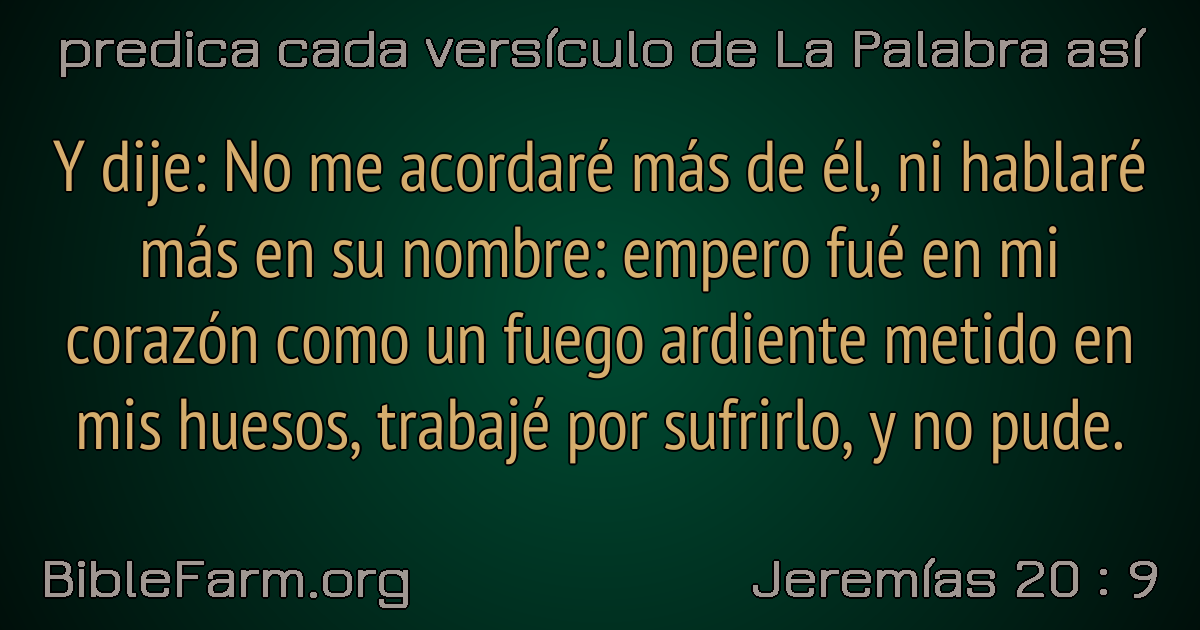 predica cada versículo de La Palabra así
Y dije: No me acordaré más de él, ni hablaré
más en su nombre: empero fué en mi
corazón como un fuego ardiente metido en
mis huesos, trabajé por sufrirlo, y no pude.
BibleFarm.org
Jeremías 20 : 9